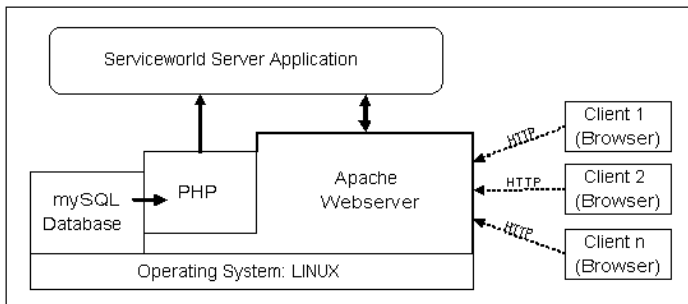 Serviceworld Server Application
mySQL
Database
PHP
Apache
Webserver
Operating System: LINUX
HTTP
Client 1
(Browser)
HTTP
Client 2
(Browser)
HTTP
Client n
(Browser)